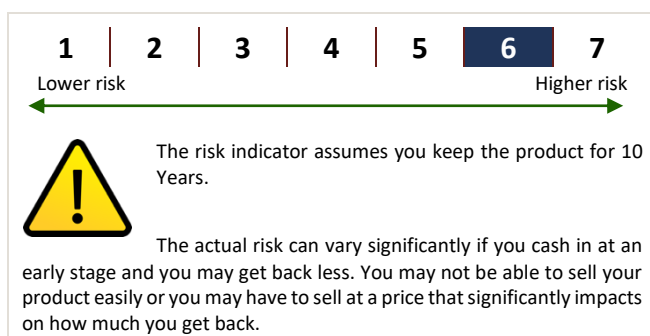 1 2 3 4 5 6 7
Lower risk Higher risk
The risk indicator assumes you keep the product for 10
Years.
The actual risk can vary significantly if you cash in at an
early stage and you may get back less. You may not be able to sell your
product easily or you may have to sell at a price that significantly impacts
on how much you get back.